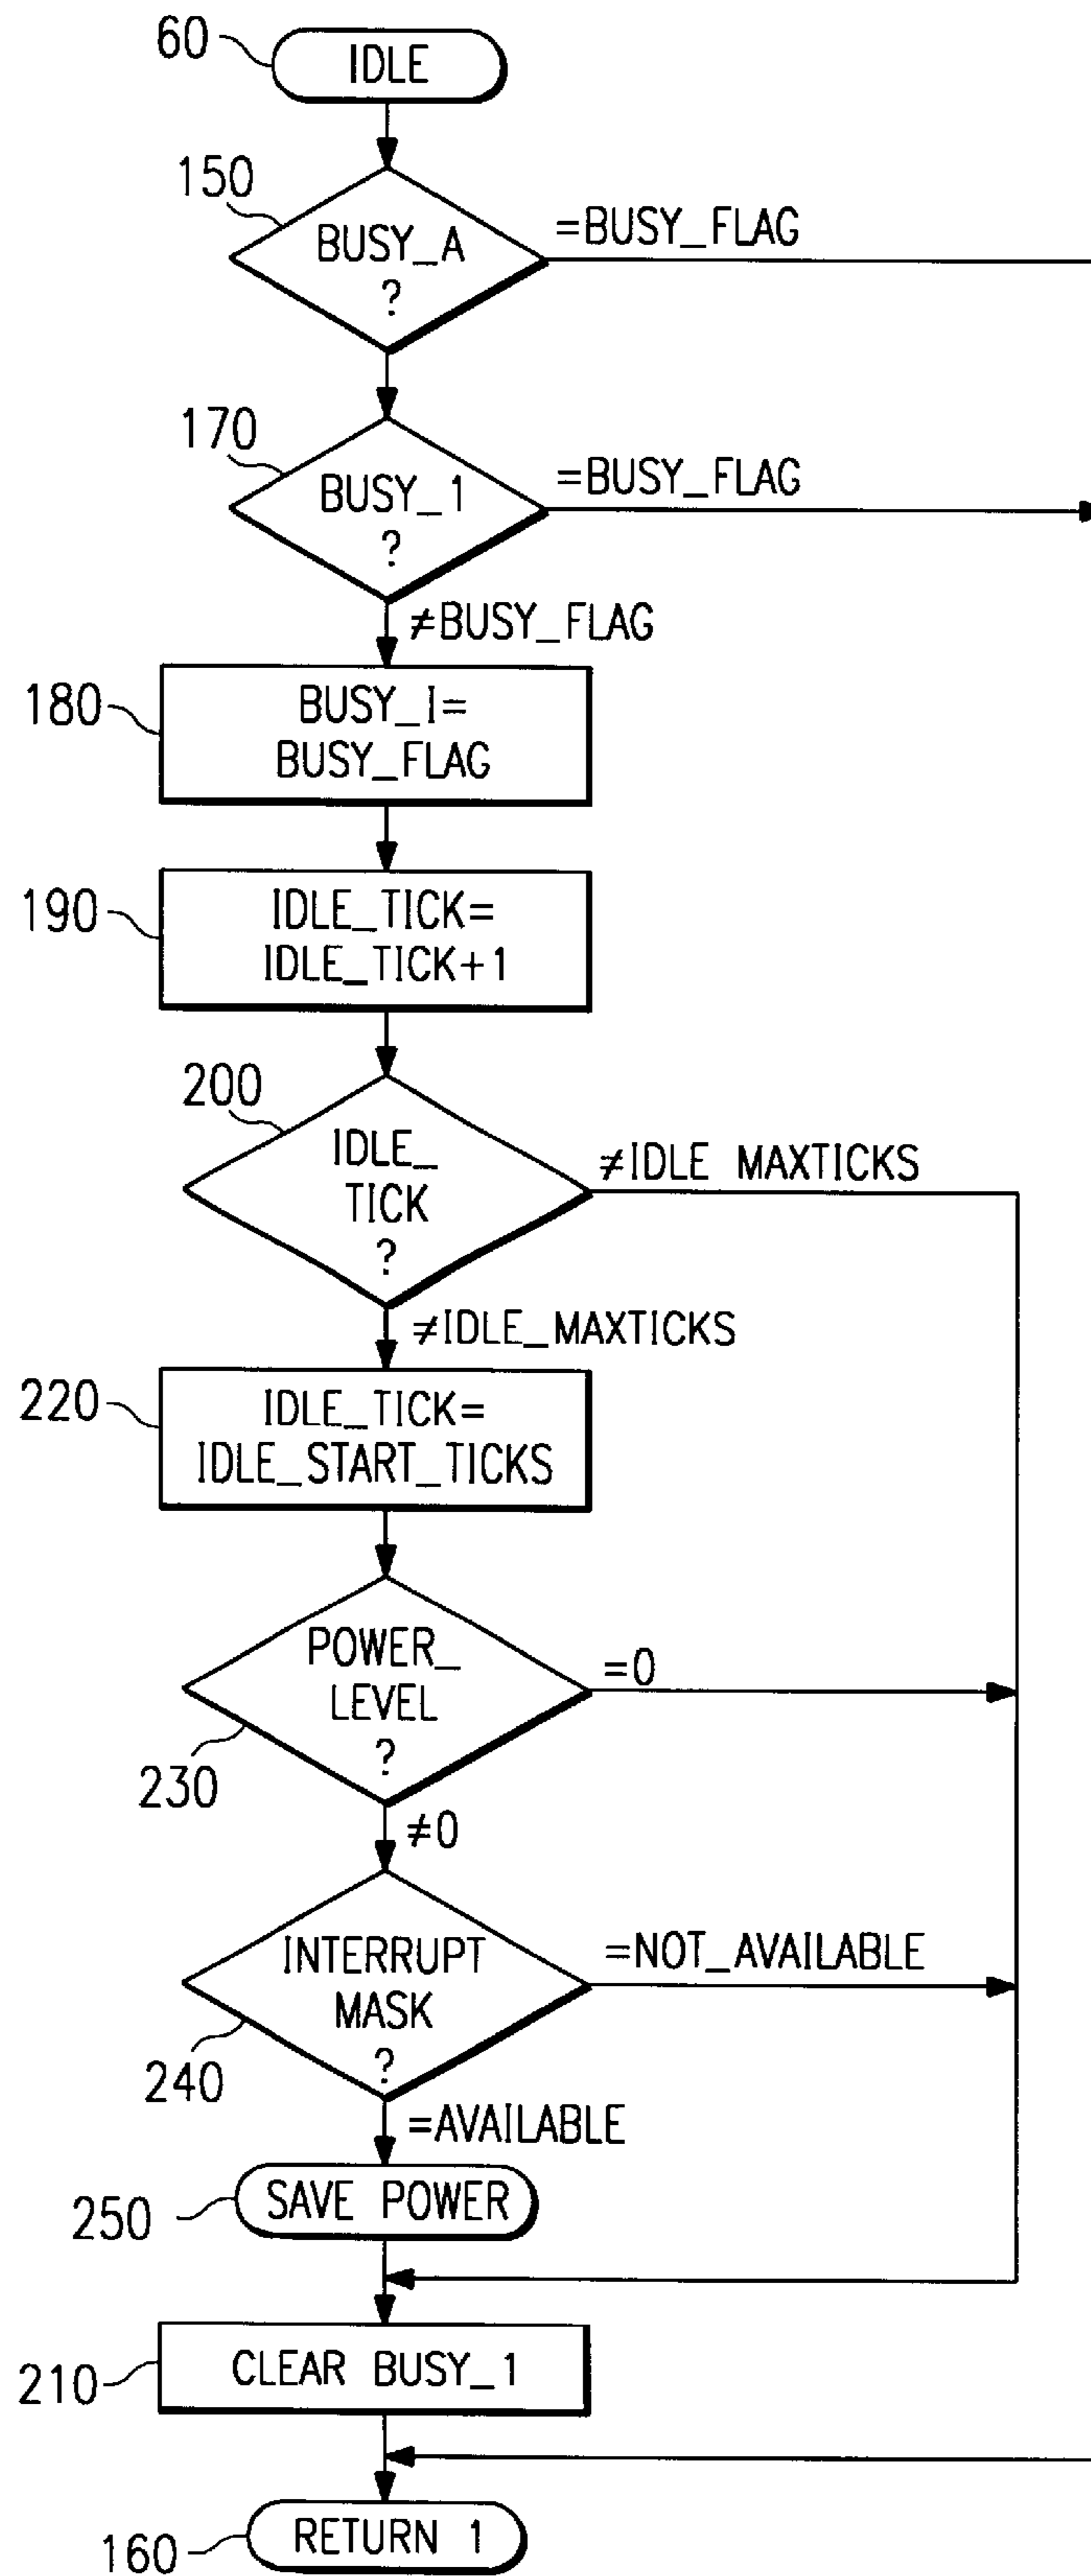 60
IDLE
150
BUSY_A
?
=BUSY_FLAG
170
BUSY_1
?
=BUSY_FLAG
≠BUSY_FLAG
180
BUSY_I=
BUSY_FLAG
190
IDLE_TICK=
IDLE_TICK+1
200
IDLE_
TICK
?
≠IDLE MAXTICKS
≠IDLE_MAXTICKS
220
IDLE_TICK=
IDLE_START_TICKS
POWER_
LEVEL
?
=0
230
≠0
INTERRUPT
MASK
?
=NOT_AVAILABLE
240
=AVAILABLE
250
SAVE POWER
210
CLEAR BUSY_1
160
RETURN 1